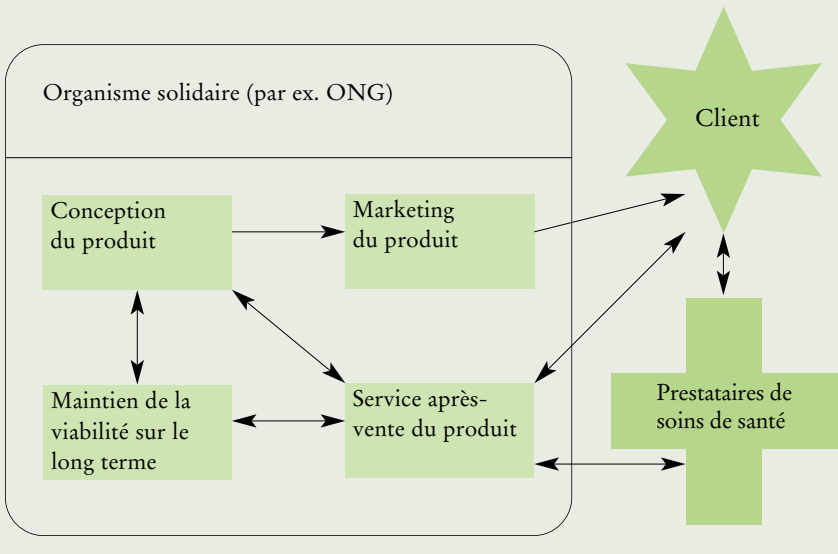 Organisme solidaire (par ex. ONG)
Client
Conception
du produit
Marketing
du produit
Maintien de la
viabilité sur le
long terme
Service après-
vente du produit
Prestataires de
soins de santé